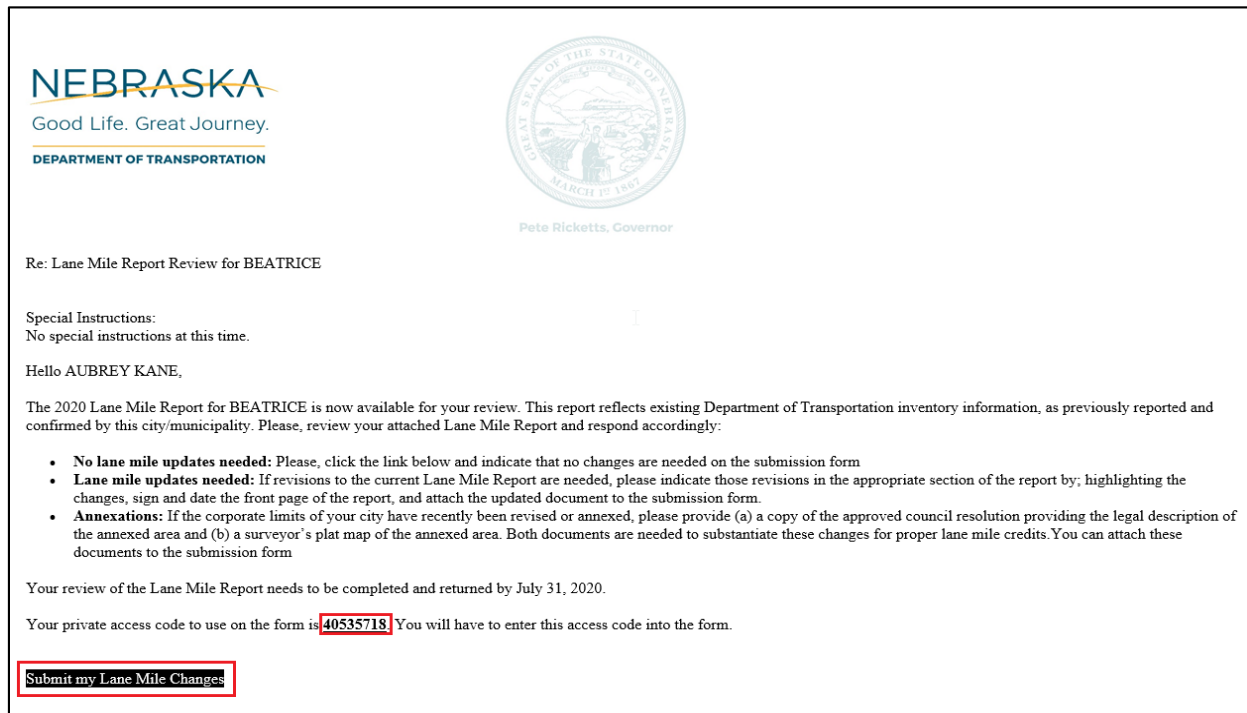 NEBRASKA
Good Life. Great Journey.
DEPARTMENT OF TRANSPORTATION
GREAT SEAL OF THE STATE OF NEBRASKA
MARCH 1ST 1867
Pete Ricketts, Governor
Re: Lane Mile Report Review for BEATRICE
Special Instructions:
No special instructions at this time.
Hello AUBREY KANE,
The 2020 Lane Mile Report for BEATRICE is now available for your review. This report reflects existing Department of Transportation inventory information, as previously reported and
confirmed by this city/municipality. Please, review your attached Lane Mile Report and respond accordingly:
• No lane mile updates needed: Please, click the link below and indicate that no changes are needed on the submission form
• Lane mile updates needed: If revisions to the current Lane Mile Report are needed, please indicate those revisions in the appropriate section of the report by; highlighting the
changes, sign and date the front page of the report, and attach the updated document to the submission form.
• Annexations: If the corporate limits of your city have recently been revised or annexed, please provide (a) a copy of the approved council resolution providing the legal description of
the annexed area and (b) a surveyor's plat map of the annexed area. Both documents are needed to substantiate these changes for proper lane mile credits.You can attach these
documents to the submission form
Your review of the Lane Mile Report needs to be completed and returned by July 31, 2020.
Your private access code to use on the form is 40535718. You will have to enter this access code into the form.
Submit my Lane Mile Changes